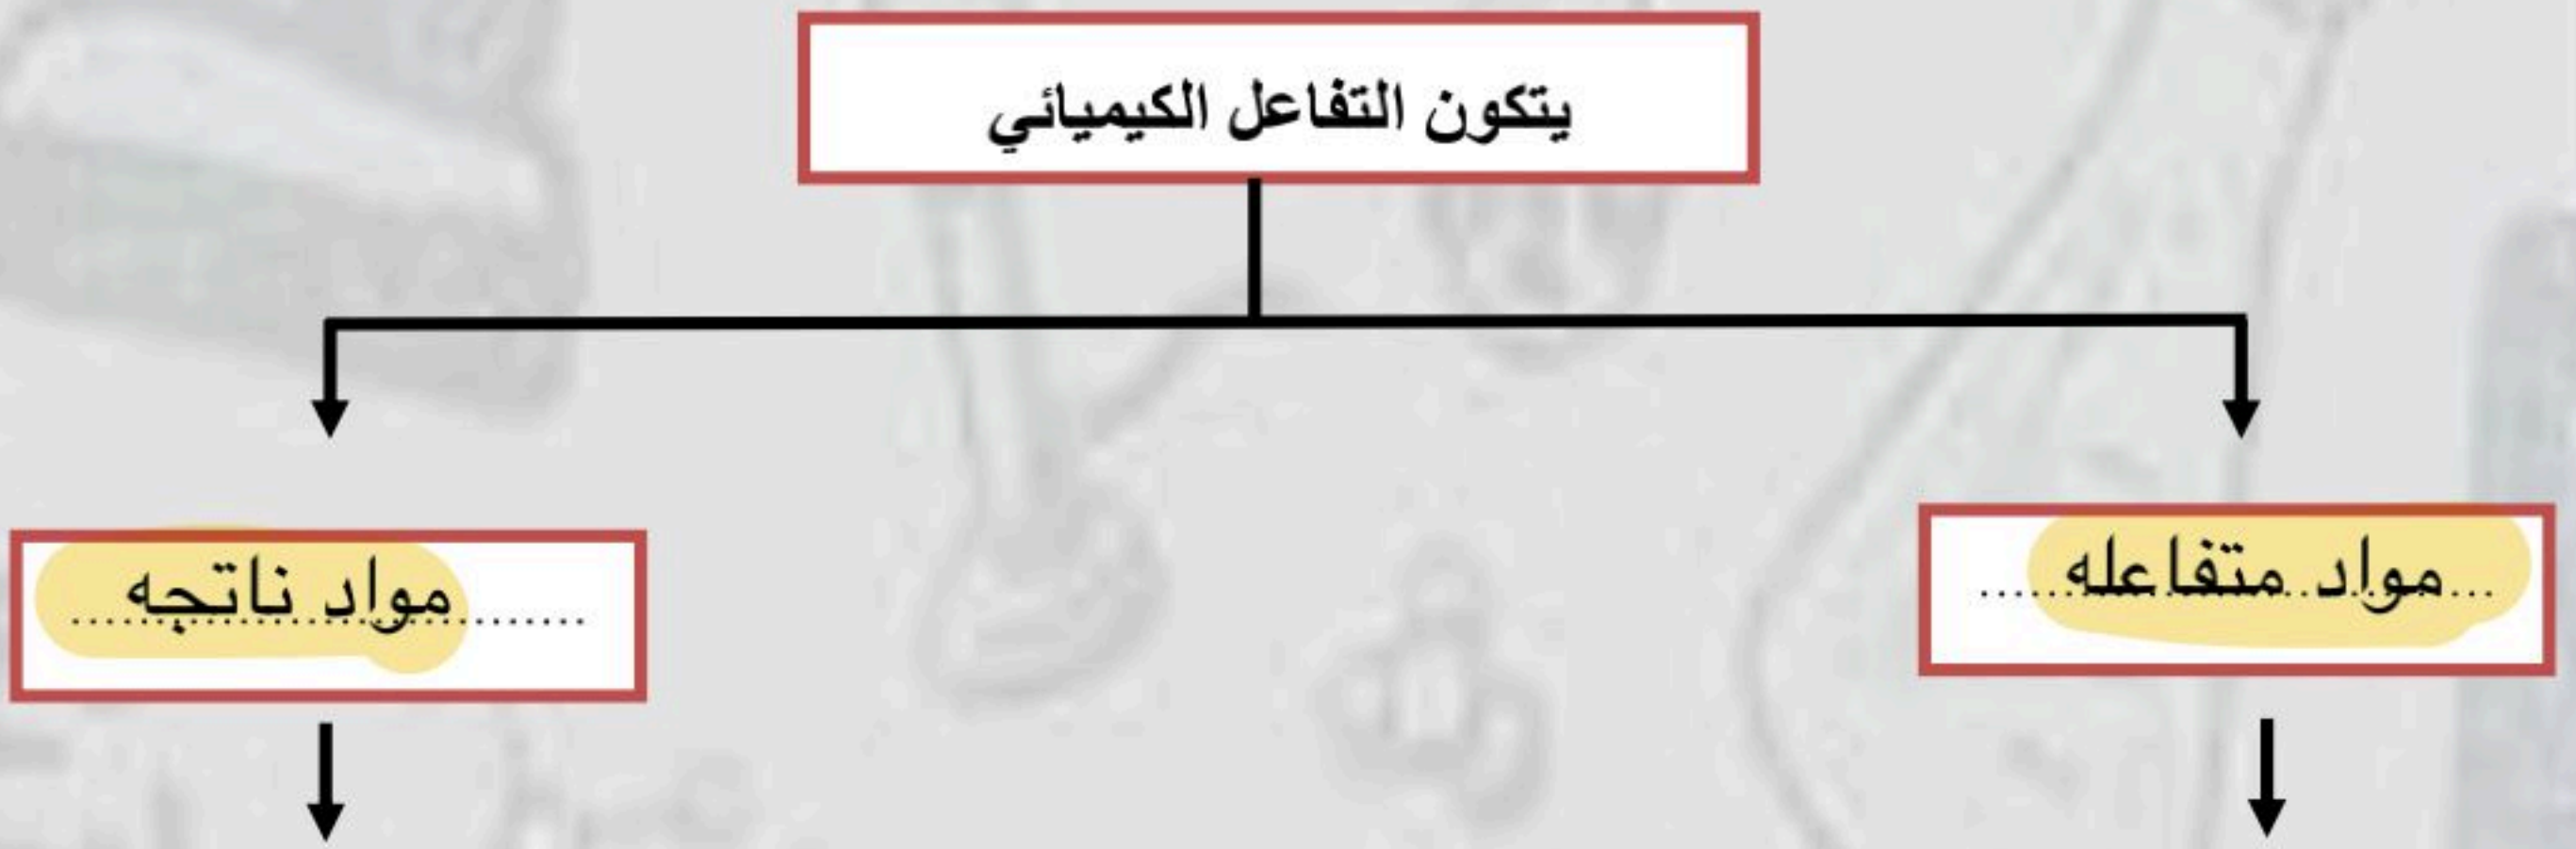 يتكون التفاعل الكيميائي
مواد متفاعله
مواد ناتجه